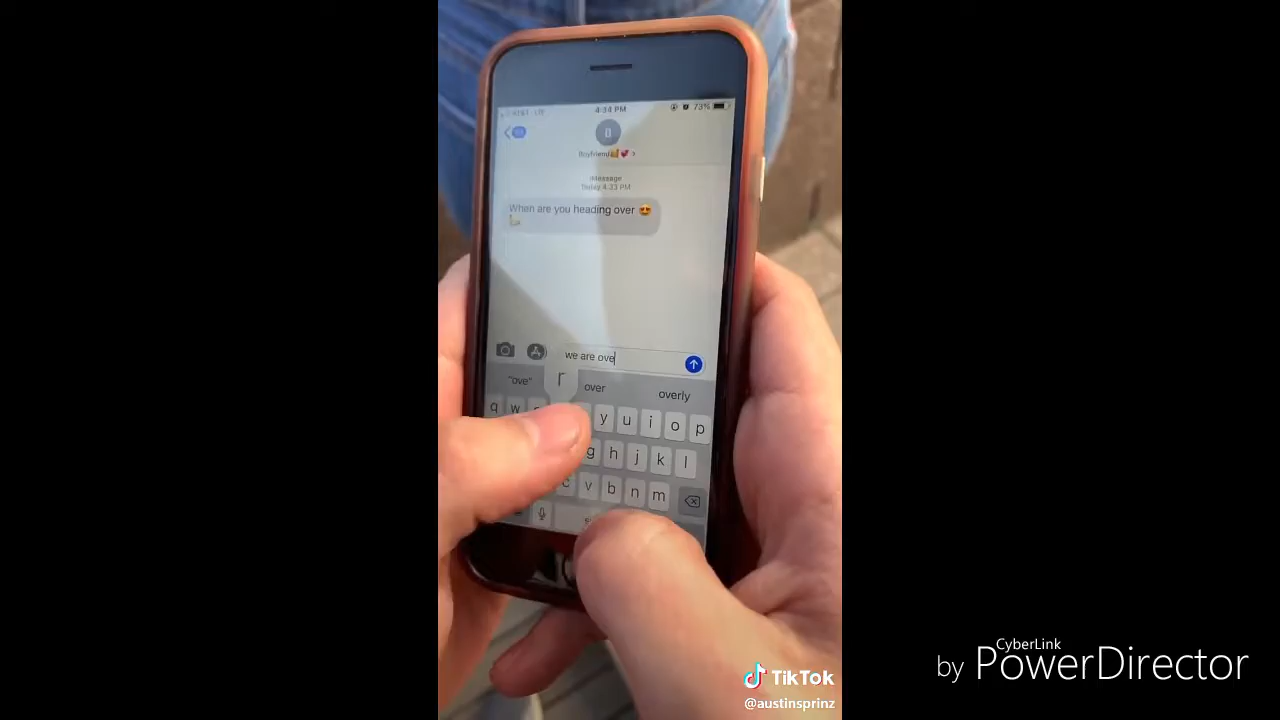 4:34 PM
73%
B
Boyfriend🥰💕 >
iMessage
Today 4:33 PM
When are you heading over 😍
💪
we are ove
"ove"
over
overly
r
q w y u i o p
g h j k l
c v b n m
TikTok
@austinsprinz
CyberLink
by PowerDirector